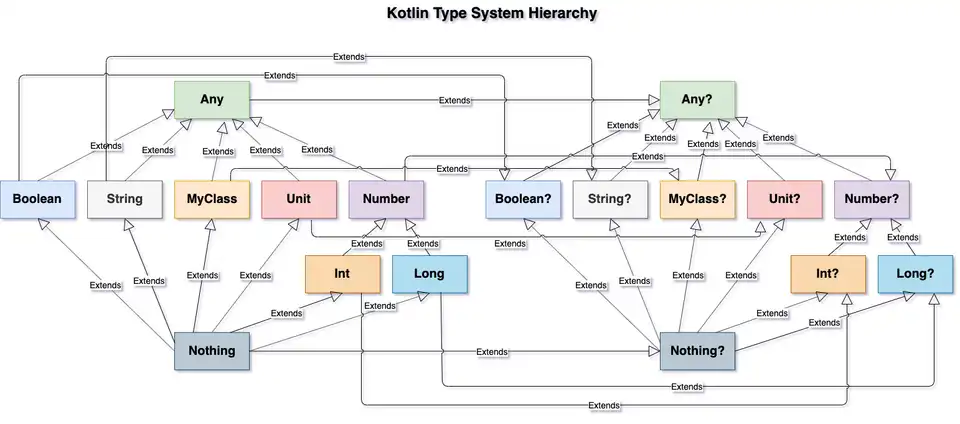 Kotlin Type System Hierarchy
Extends
Extends
Any
Extends
Any?
Extends
Extends
Extends
Extends
Extends
Extends
Extends
Extends
Extends
Extends
Extends
Extends
Boolean
String
MyClass
Unit
Number
Boolean?
String?
MyClass?
Unit?
Number?
Extends
Extends
Extends
Extends
Extends
Int
Long
Int?
Long?
Extends
Extends
Extends
Extends
Extends
Extends
Extends
Extends
Extends
Extends
Extends
Extends
Nothing
Extends
Nothing?
Extends
Extends